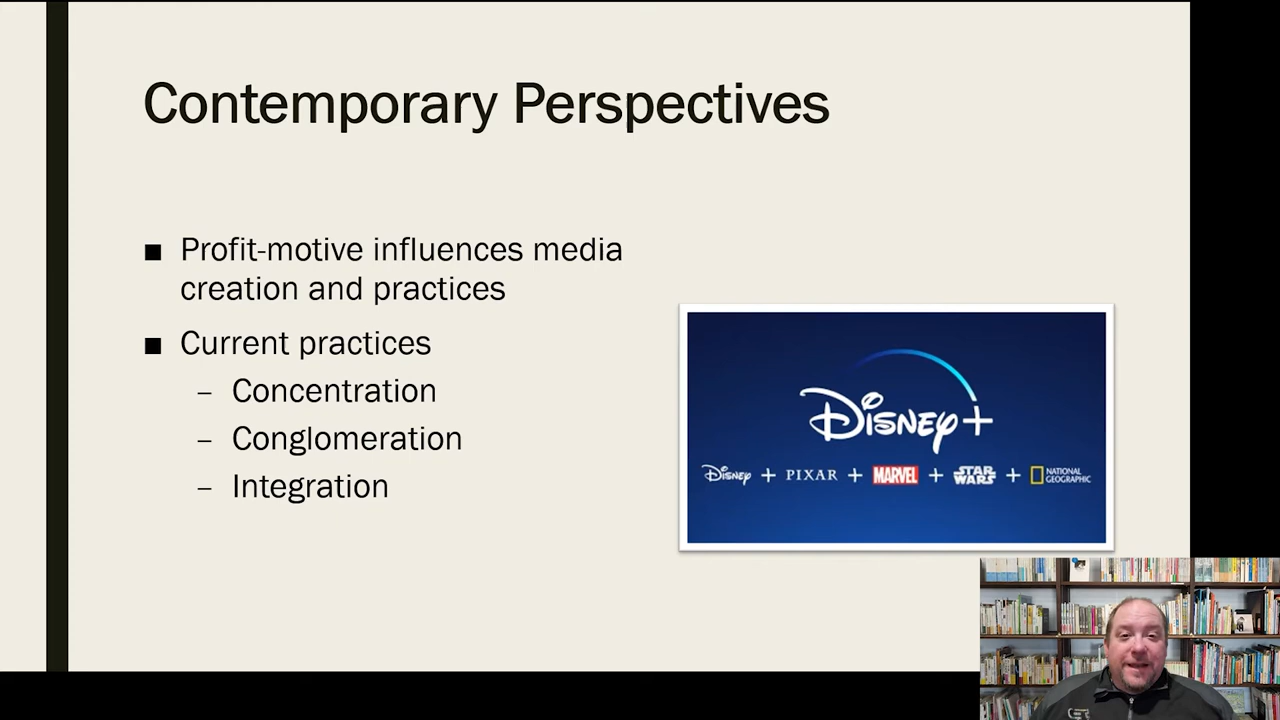 Contemporary Perspectives
■ Profit-motive influences media
creation and practices
■ Current practices
– Concentration
– Conglomeration
– Integration
Disney+
Disney + PIXAR + MARVEL + STAR WARS + NATIONAL GEOGRAPHIC